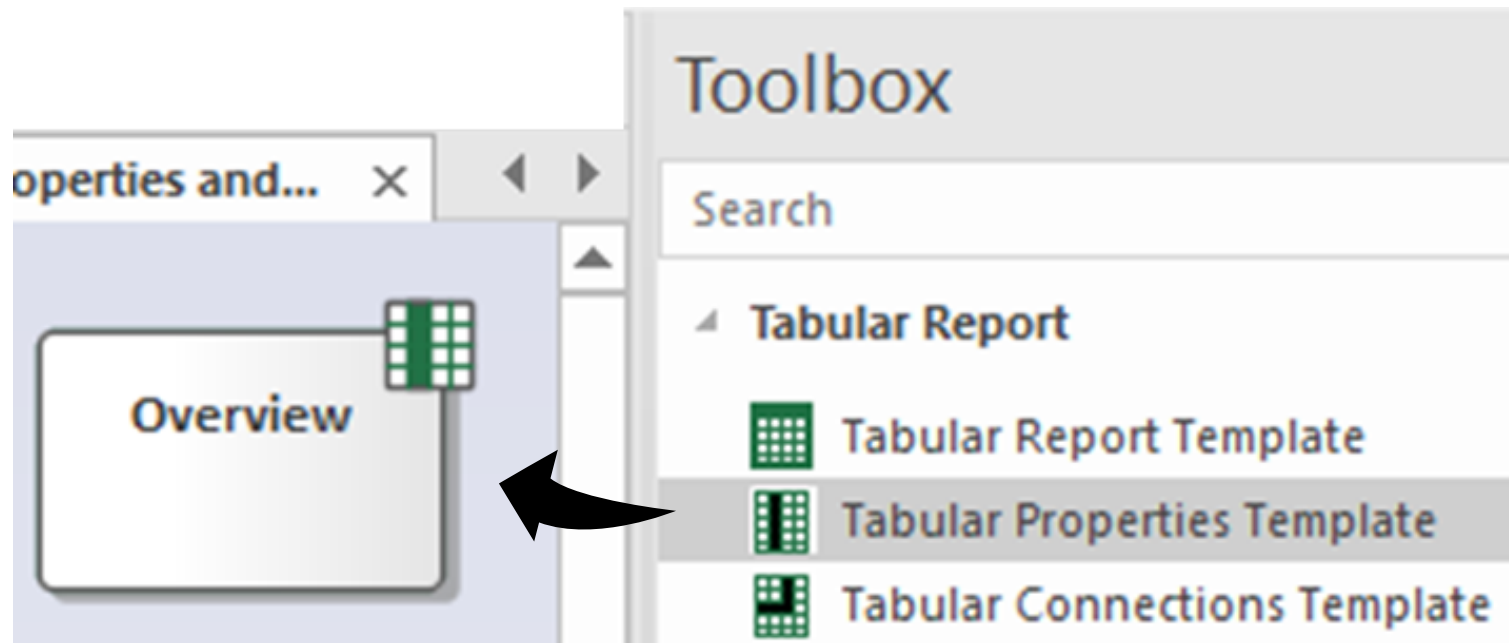 Toolbox
operties and...
Search
Overview
Tabular Report
Tabular Report Template
Tabular Properties Template
Tabular Connections Template